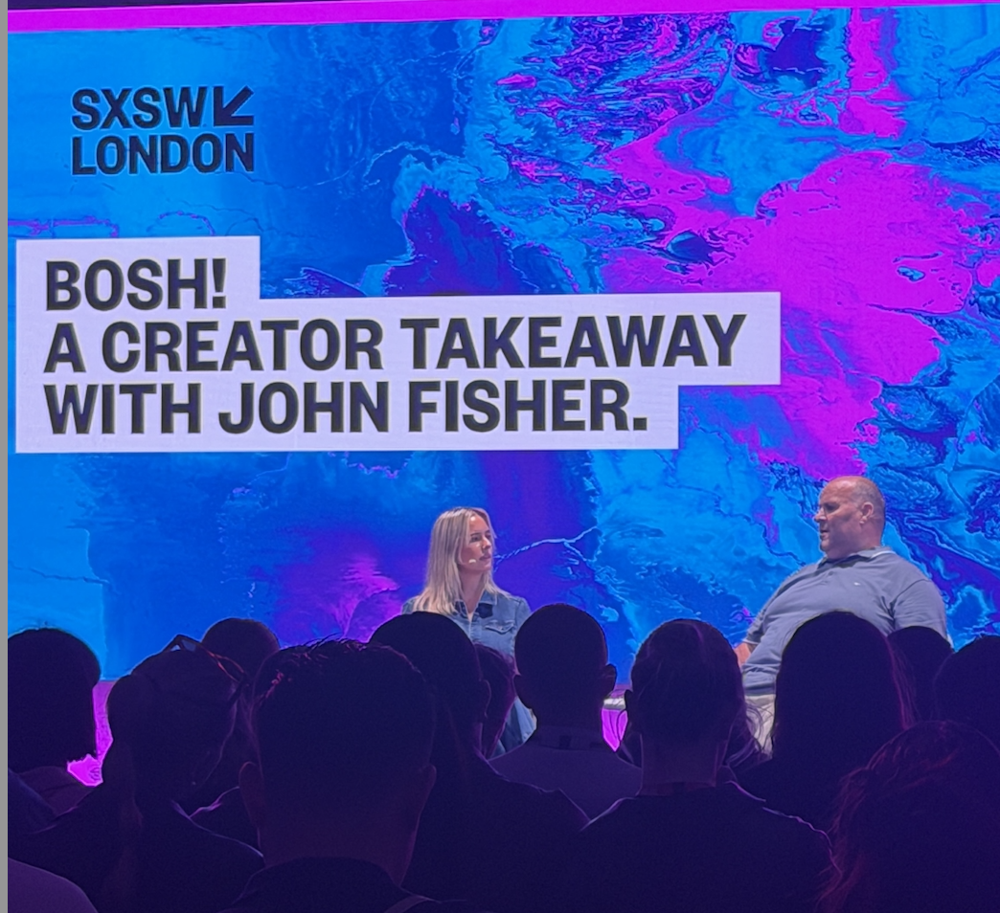 SXSW
LONDON
BOSH!
A CREATOR TAKEAWAY
WITH JOHN FISHER.